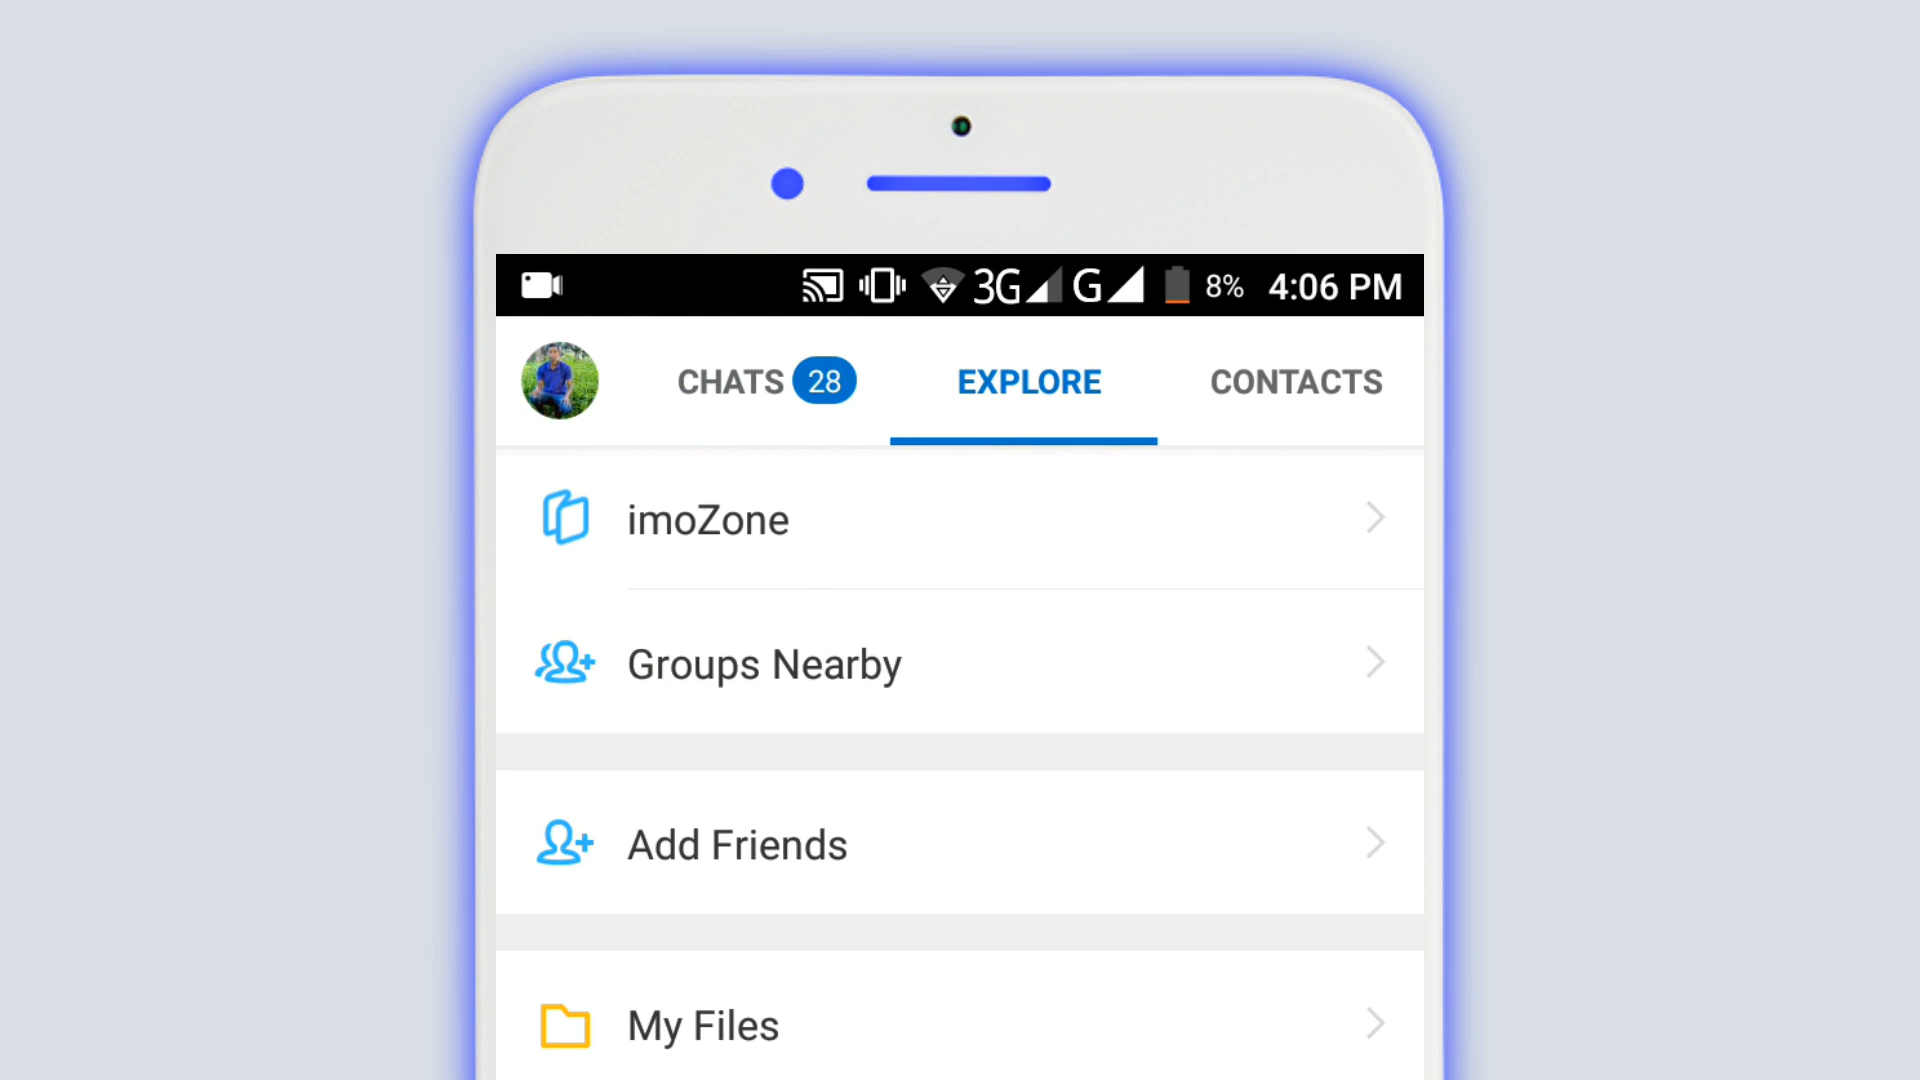 3G G 8% 4:06 PM
CHATS 28 EXPLORE CONTACTS
imoZone
Groups Nearby
Add Friends
My Files